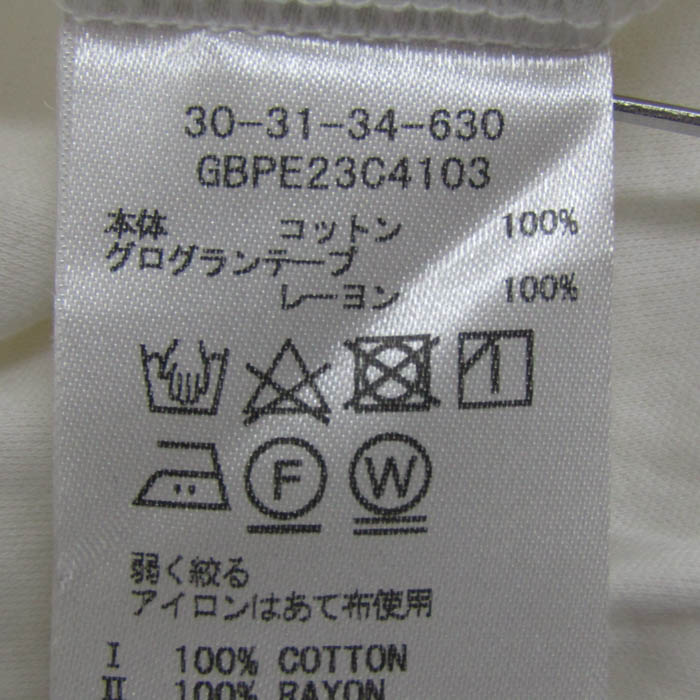 30-31-34-630
GBPE23C4103
本体 コットン 100%
グログランテープ
レーヨン 100%
F W
弱く絞る
アイロンはあて布使用
I 100% COTTON
II 100% RAYON